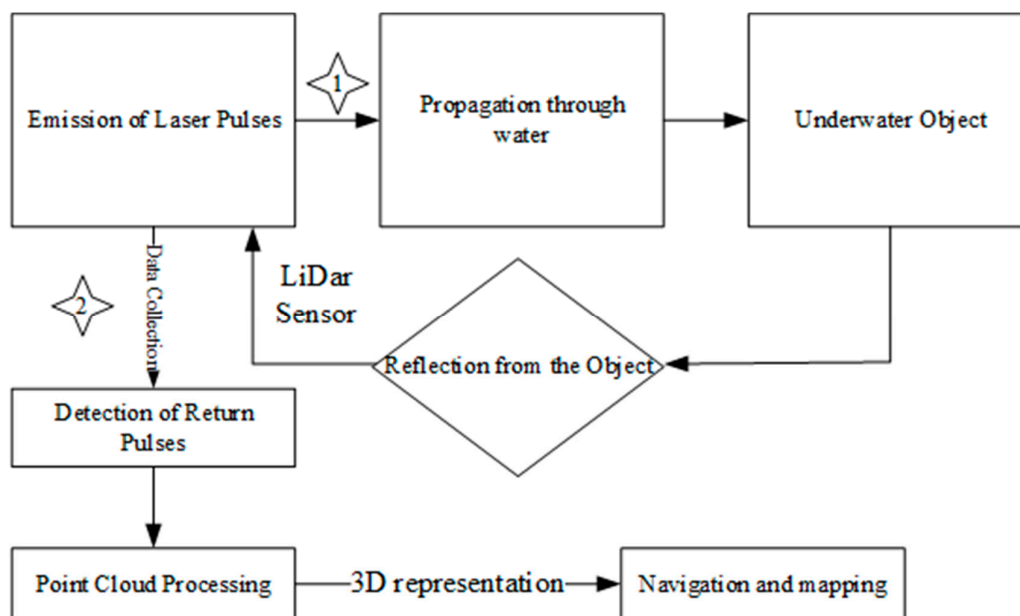 Emission of Laser Pulses
1
Propagation through
water
Underwater Object
LiDar
Sensor
Reflection from the Object
2
Data Collection
Detection of Return
Pulses
Point Cloud Processing
3D representation
Navigation and mapping